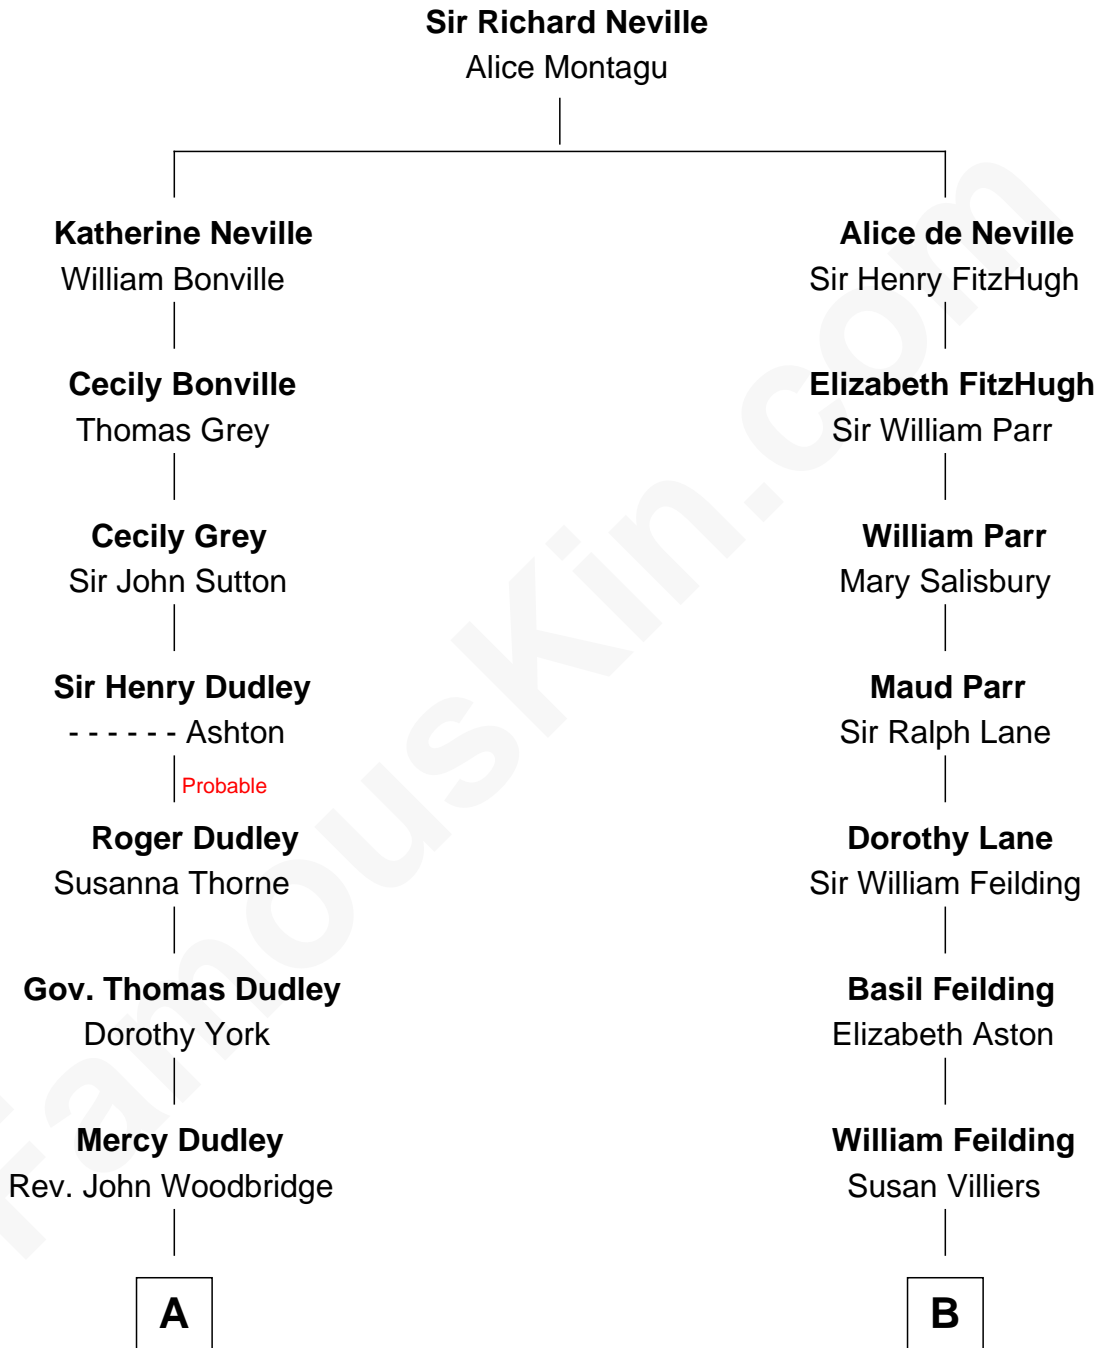 Sir Richard Neville
Alice Montagu
Katherine Neville
William Bonville
Alice de Neville
Sir Henry FitzHugh
Cecily Bonville
Thomas Grey
Elizabeth FitzHugh
Sir William Parr
Cecily Grey
Sir John Sutton
William Parr
Mary Salisbury
Sir Henry Dudley
- - - - - - Ashton
Maud Parr
Sir Ralph Lane
Probable
Roger Dudley
Susanna Thorne
Dorothy Lane
Sir William Feilding
Gov. Thomas Dudley
Dorothy York
Basil Feilding
Elizabeth Aston
Mercy Dudley
Rev. John Woodbridge
William Feilding
Susan Villiers
A
B
FamousKin.com